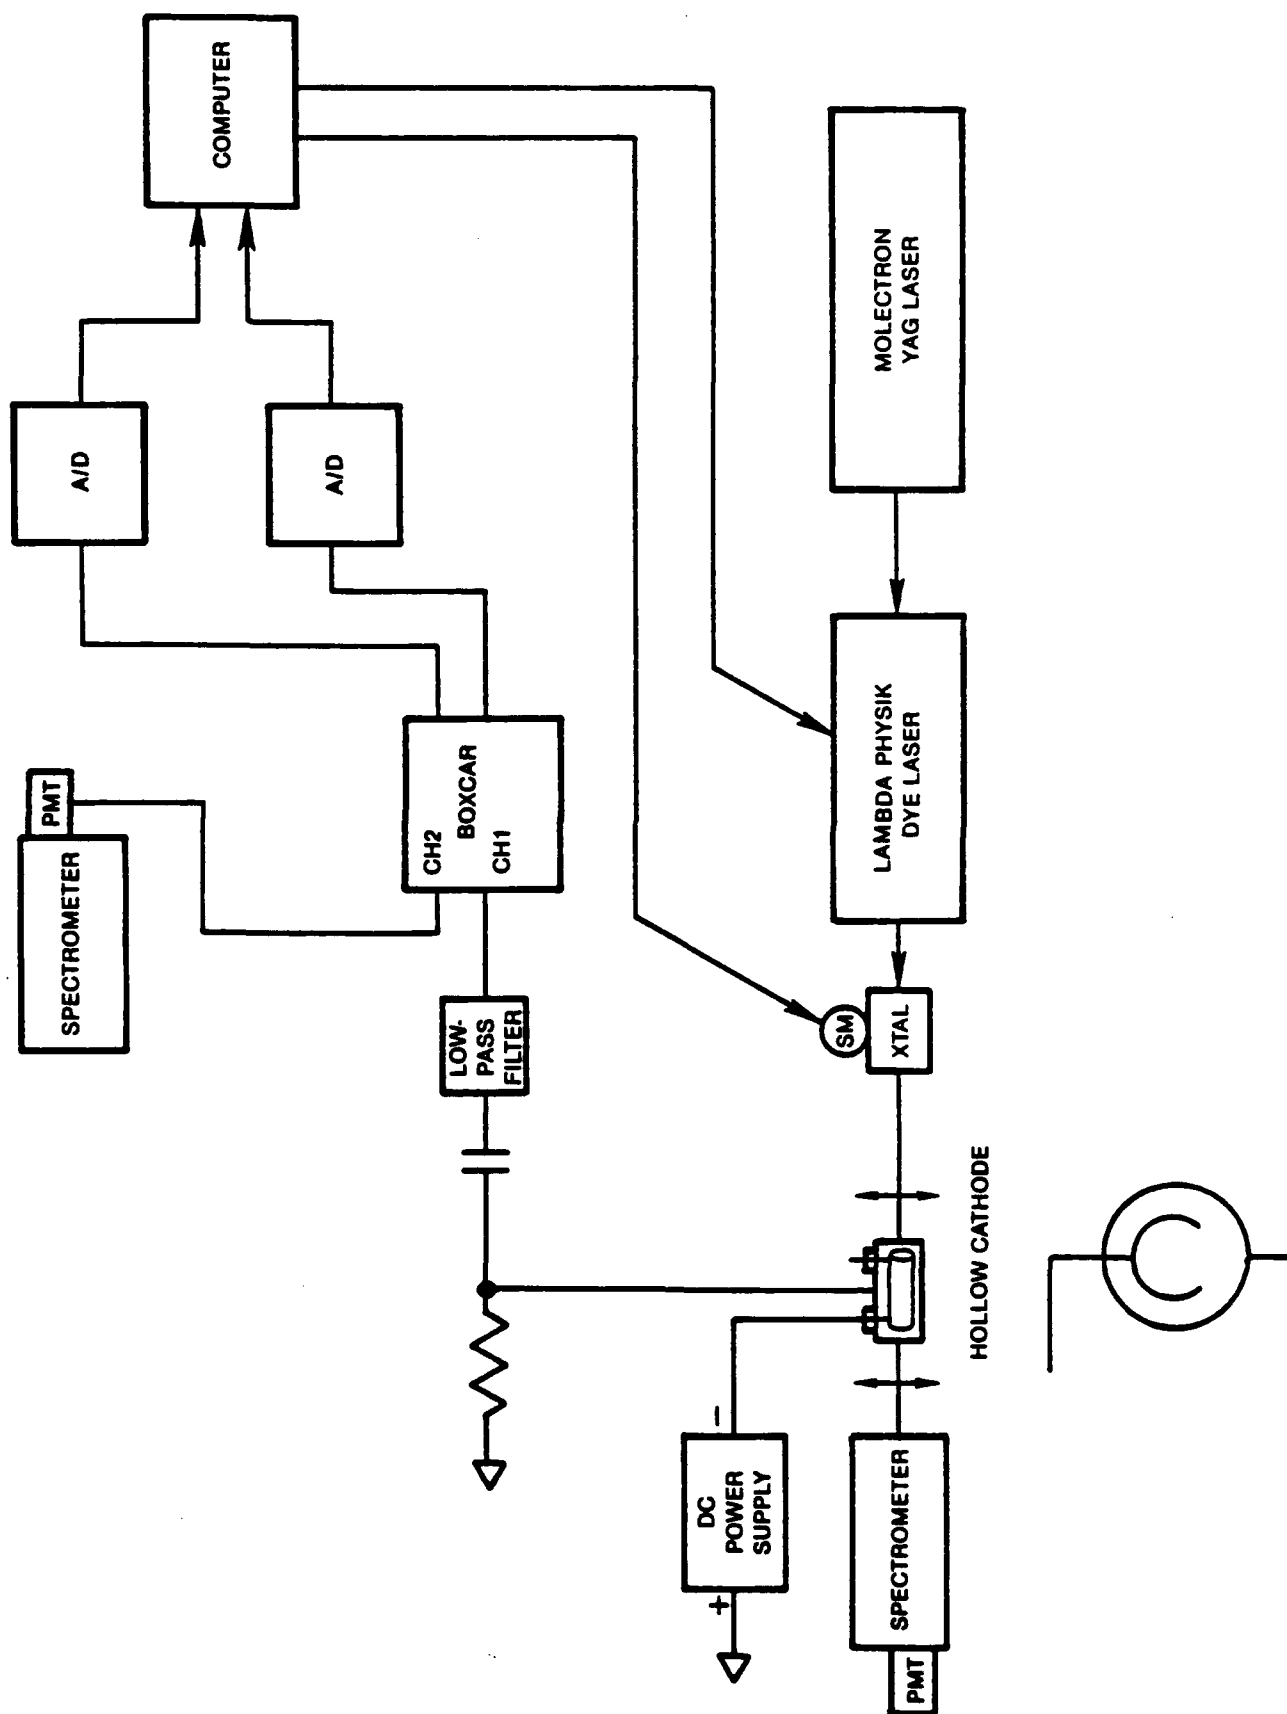 SPECTROMETER
PMT
A/D
A/D
COMPUTER
CH2
BOXCAR
CH1
LOW-
PASS
FILTER
DC
POWER
SUPPLY
+
−
SM
XTAL
LAMBDA PHYSIK
DYE LASER
MOLECTRON
YAG LASER
PMT
SPECTROMETER
HOLLOW CATHODE